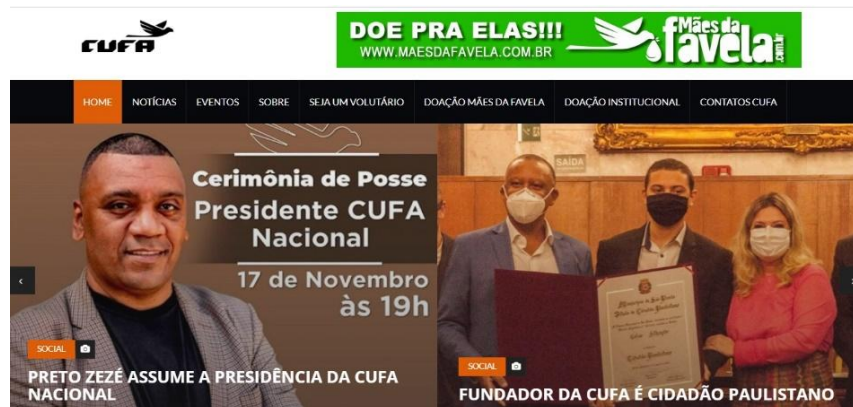 CUFA
DOE PRA ELAS!!!
WWW.MAESDAFAVELA.COM.BR
Mães da
favela
.com.br
HOME NOTÍCIAS EVENTOS SOBRE SEJA UM VOLUTÁRIO DOAÇÃO MÃES DA FAVELA DOAÇÃO INSTITUCIONAL CONTATOS CUFA
Cerimônia de Posse
Presidente CUFA
Nacional
17 de Novembro
às 19h
SOCIAL
PRETO ZEZÉ ASSUME A PRESIDÊNCIA DA CUFA
NACIONAL
SAÍDA
SOCIAL
FUNDADOR DA CUFA É CIDADÃO PAULISTANO